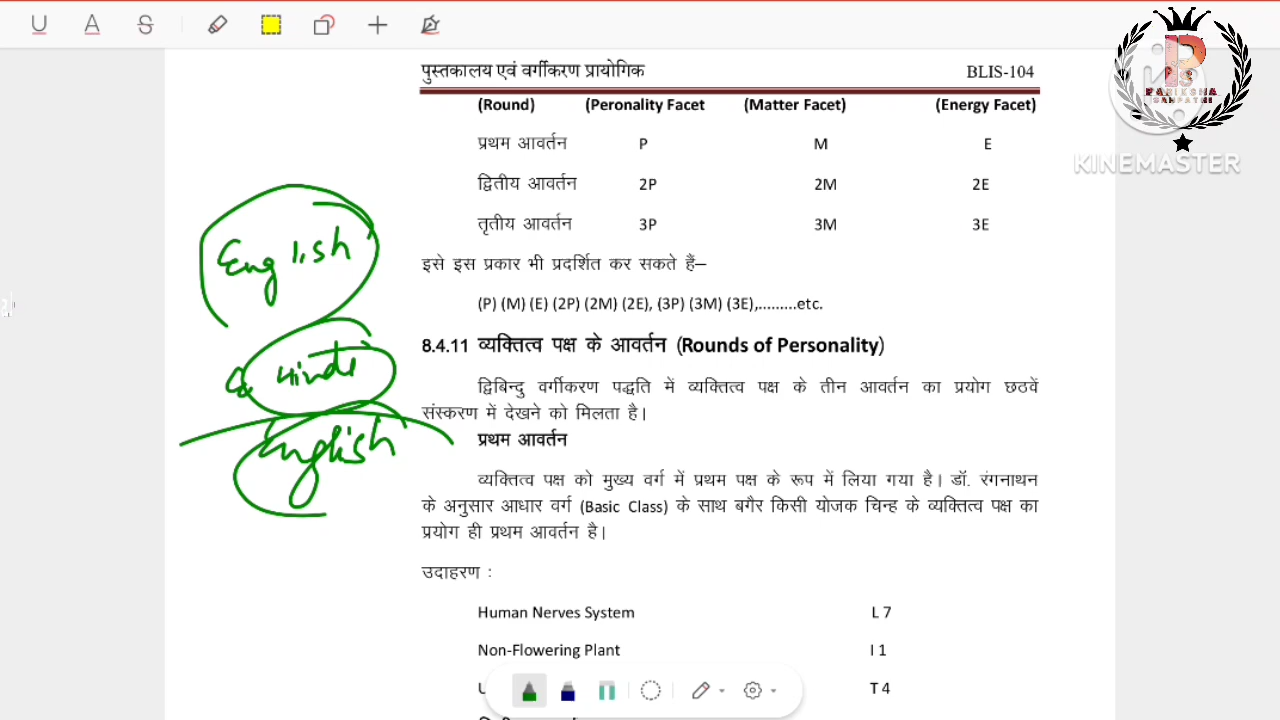 U A S
पुस्तकालय एवं वर्गीकरण प्रायोगिक BLIS-104
PARIKSHA
SANPATHI
KINEMASTER
(Round) (Peronality Facet (Matter Facet) (Energy Facet)
प्रथम आवर्तन P M E
द्वितीय आवर्तन 2P 2M 2E
तृतीय आवर्तन 3P 3M 3E
इसे इस प्रकार भी प्रदर्शित कर सकते हैं–
(P) (M) (E) (2P) (2M) (2E), (3P) (3M) (3E),.........etc.
English
Hindi
English
8.4.11 व्यक्तित्व पक्ष के आवर्तन (Rounds of Personality)
द्विबिन्दु वर्गीकरण पद्धति में व्यक्तित्व पक्ष के तीन आवर्तन का प्रयोग छठवें
संस्करण में देखने को मिलता है।
प्रथम आवर्तन
व्यक्तित्व पक्ष को मुख्य वर्ग में प्रथम पक्ष के रूप में लिया गया है। डॉ. रंगनाथन
के अनुसार आधार वर्ग (Basic Class) के साथ बगैर किसी योजक चिन्ह के व्यक्तित्व पक्ष का
प्रयोग ही प्रथम आवर्तन है।
उदाहरण :
Human Nerves System L 7
Non-Flowering Plant I 1
T 4